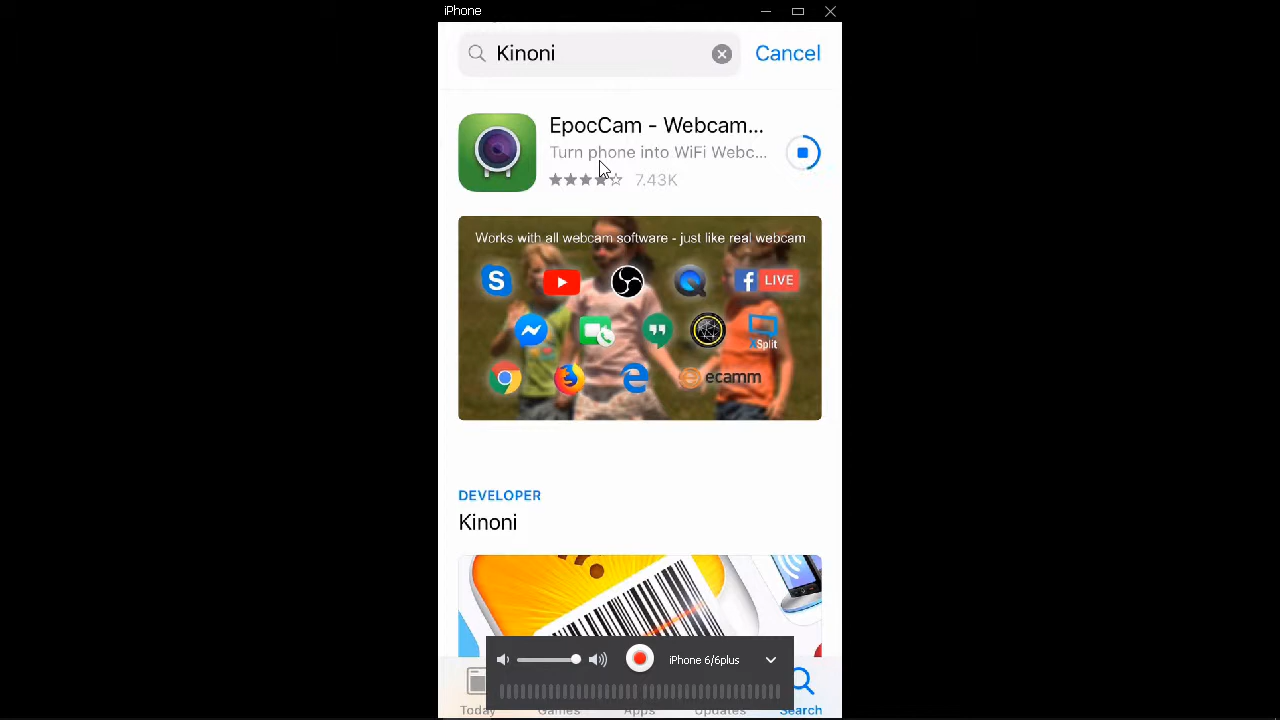 iPhone
Kinoni
Cancel
EpocCam - Webcam...
Turn phone into WiFi Webc...
7.43K
Works with all webcam software - just like real webcam
S
f LIVE
XSplit
e ecamm
DEVELOPER
Kinoni
iPhone 6/6plus
Today
Games
Apps
Updates
Search